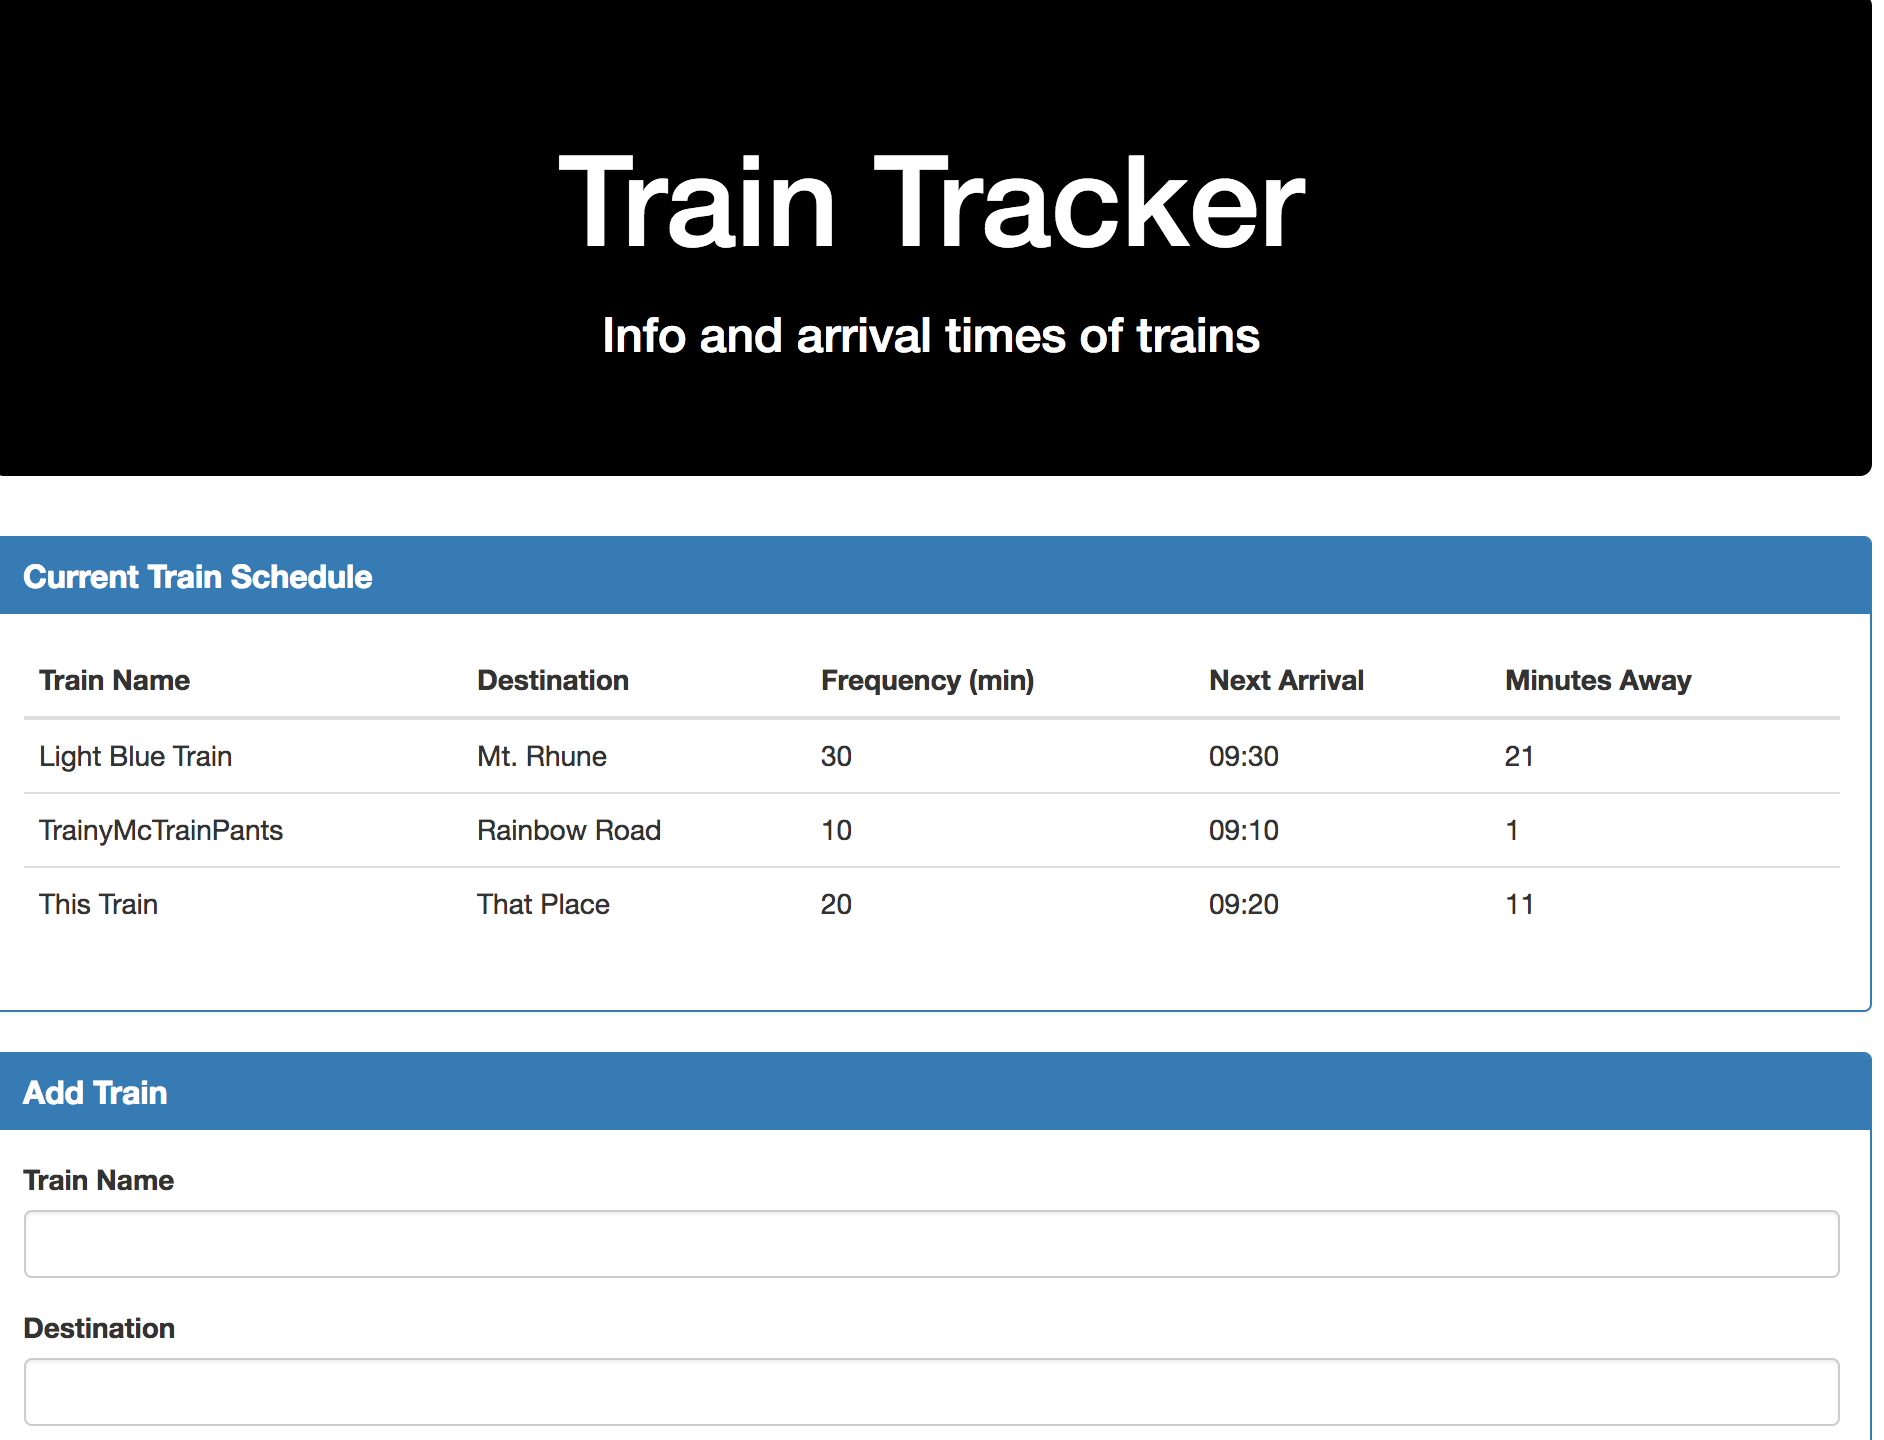 Train Tracker
Info and arrival times of trains
Current Train Schedule
Train Name Destination Frequency (min) Next Arrival Minutes Away
Light Blue Train Mt. Rhune 30 09:30 21
TrainyMcTrainPants Rainbow Road 10 09:10 1
This Train That Place 20 09:20 11
Add Train
Train Name
Destination